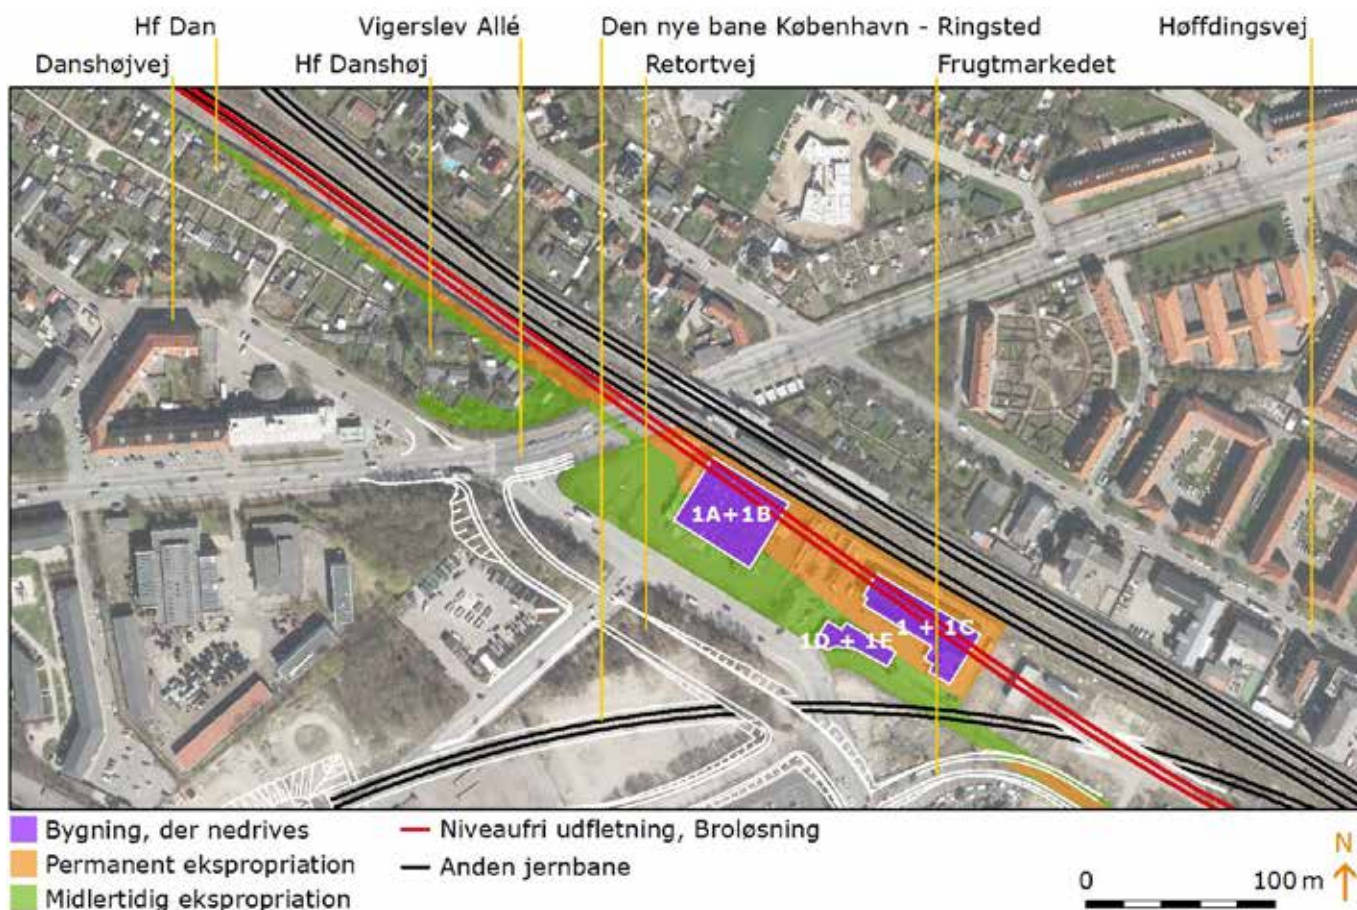 Hf Dan
Vigerslev Allé
Den nye bane København - Ringsted
Høffdingsvej
Danshøjvej
Hf Danshøj
Retortvej
Frugtmarkedet
1A+1B
1D + 1E
1 + 1C
Bygning, der nedrives
Niveaufri udfletning, Broløsning
Permanent ekspropriation
Anden jernbane
Midlertidig ekspropriation
N
0 100 m